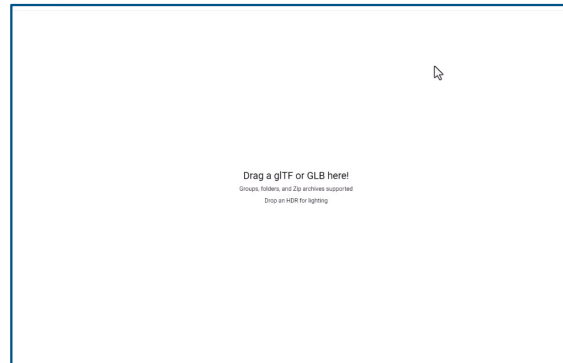 Drag a glTF or GLB here!
Groups, folders, and Zip archives supported
Drop an HDR for lighting